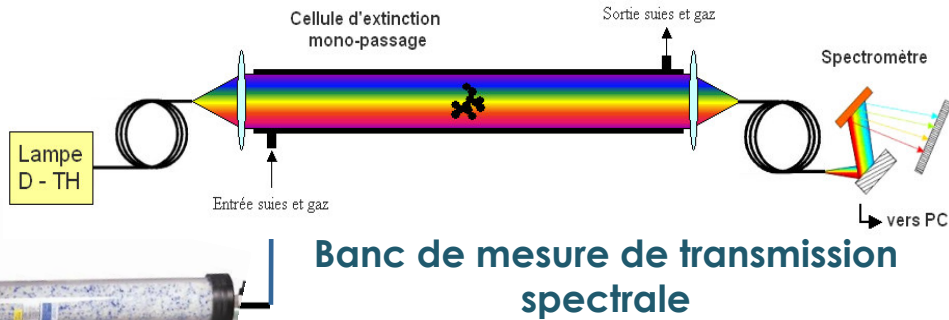 Cellule d'extinction
mono-passage
Sortie suies et gaz
Spectromètre
Lampe
D - TH
Entrée suies et gaz
vers PC
Banc de mesure de transmission
spectrale